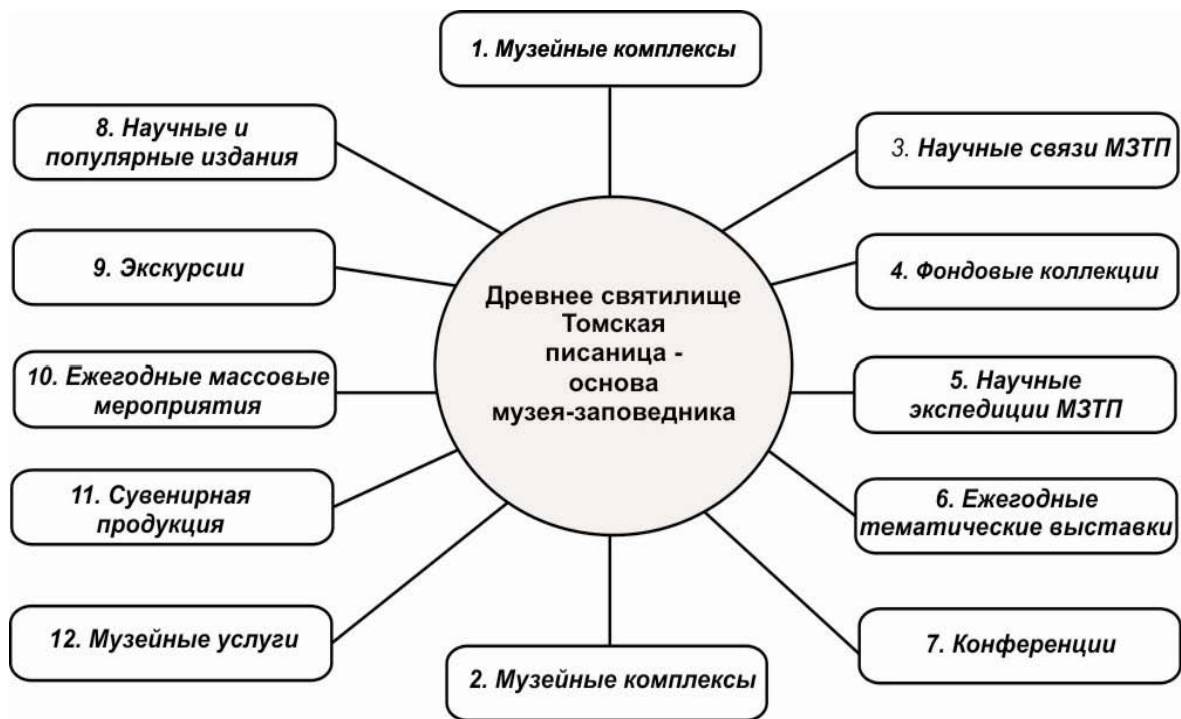 1. Музейные комплексы
8. Научные и
популярные издания
3. Научные связи МЗТП
9. Экскурсии
4. Фондовые коллекции
Древнее святилище
Томская
писаница -
основа
музея-заповедника
10. Ежегодные массовые
мероприятия
5. Научные
экспедиции МЗТП
11. Сувенирная
продукция
6. Ежегодные
тематические выставки
12. Музейные услуги
7. Конференции
2. Музейные комплексы